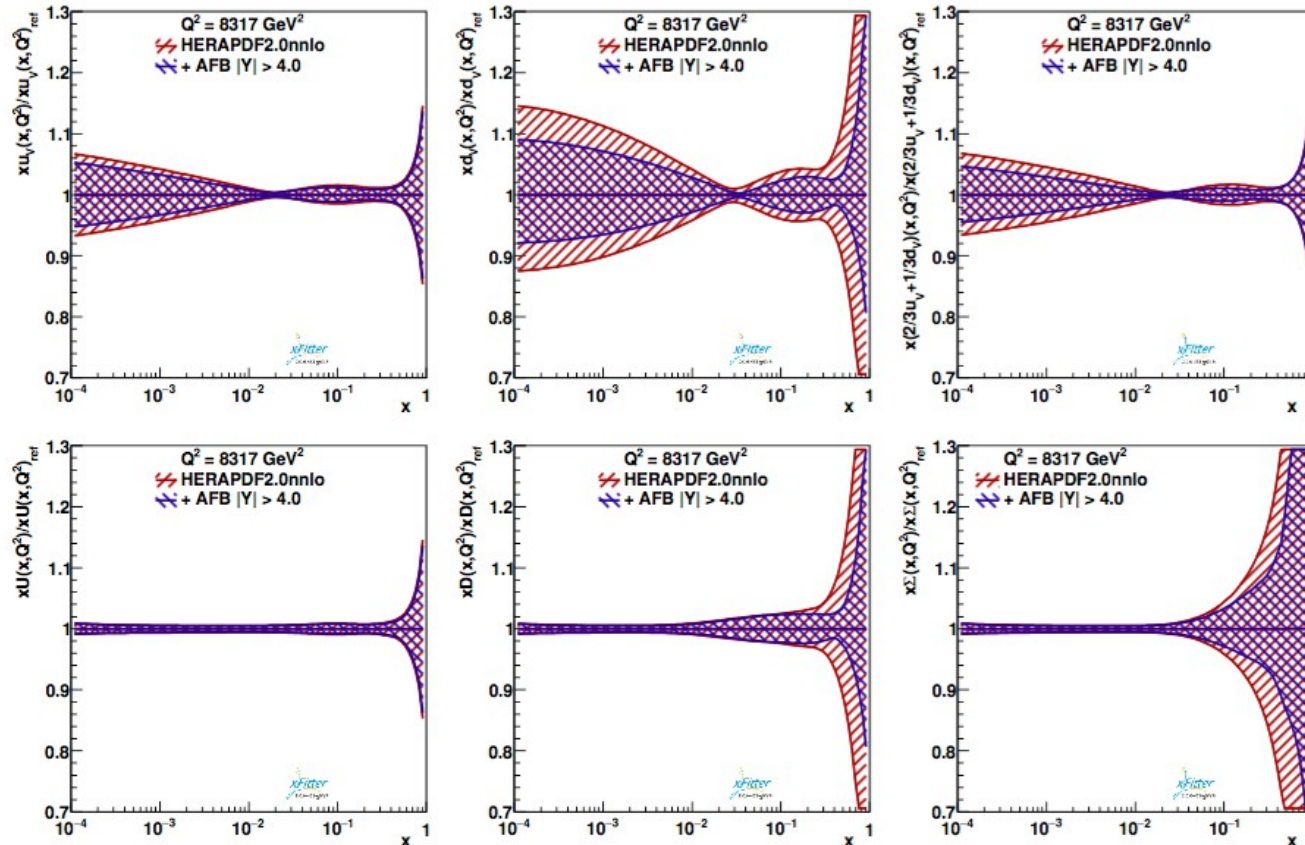 xu_V(x,Q²)/xu_V(x,Q²)_ref
1.3
1.2
1.1
1
0.9
0.8
0.7
Q² = 8317 GeV²
HERAPDF2.0nnlo
+ AFB |Y| > 4.0
xFitter
10⁻⁴ 10⁻³ 10⁻² 10⁻¹ 1
x
xd_V(x,Q²)/xd_V(x,Q²)_ref
1.3
1.2
1.1
1
0.9
0.8
0.7
Q² = 8317 GeV²
HERAPDF2.0nnlo
+ AFB |Y| > 4.0
xFitter
10⁻⁴ 10⁻³ 10⁻² 10⁻¹ 1
x
x(2/3u_V+1/3d_V)(x,Q²)/x(2/3u_V+1/3d_V)(x,Q²)_ref
1.3
1.2
1.1
1
0.9
0.8
0.7
Q² = 8317 GeV²
HERAPDF2.0nnlo
+ AFB |Y| > 4.0
xFitter
10⁻⁴ 10⁻³ 10⁻² 10⁻¹
x
xU(x,Q²)/xU(x,Q²)_ref
1.3
1.2
1.1
1
0.9
0.8
0.7
Q² = 8317 GeV²
HERAPDF2.0nnlo
+ AFB |Y| > 4.0
xFitter
10⁻⁴ 10⁻³ 10⁻² 10⁻¹ 1
x
xD(x,Q²)/xD(x,Q²)_ref
1.3
1.2
1.1
1
0.9
0.8
0.7
Q² = 8317 GeV²
HERAPDF2.0nnlo
+ AFB |Y| > 4.0
xFitter
10⁻⁴ 10⁻³ 10⁻² 10⁻¹ 1
x
xΣ(x,Q²)/xΣ(x,Q²)_ref
1.3
1.2
1.1
1
0.9
0.8
0.7
Q² = 8317 GeV²
HERAPDF2.0nnlo
+ AFB |Y| > 4.0
xFitter
10⁻⁴ 10⁻³ 10⁻² 10⁻¹
x